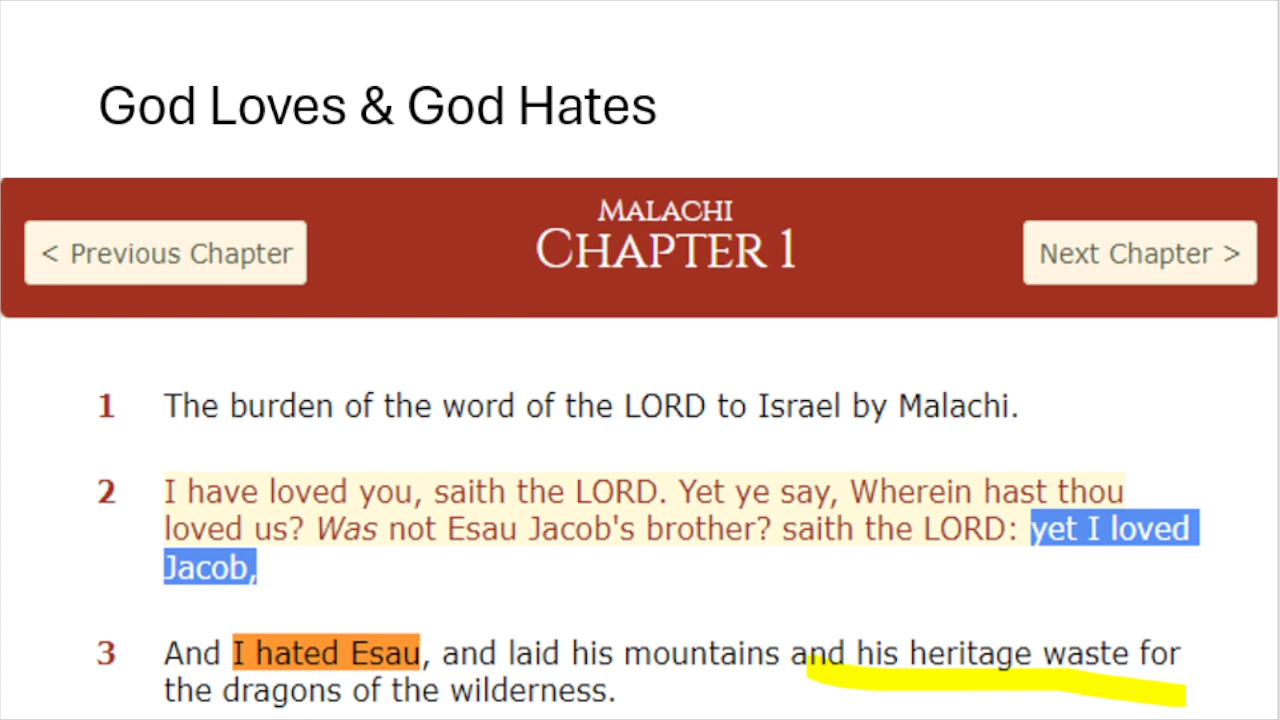 God Loves & God Hates
MALACHI
CHAPTER 1
< Previous Chapter
Next Chapter >
1 The burden of the word of the LORD to Israel by Malachi.
2 I have loved you, saith the LORD. Yet ye say, Wherein hast thou
loved us? Was not Esau Jacob's brother? saith the LORD: yet I loved
Jacob,
3 And I hated Esau, and laid his mountains and his heritage waste for
the dragons of the wilderness.